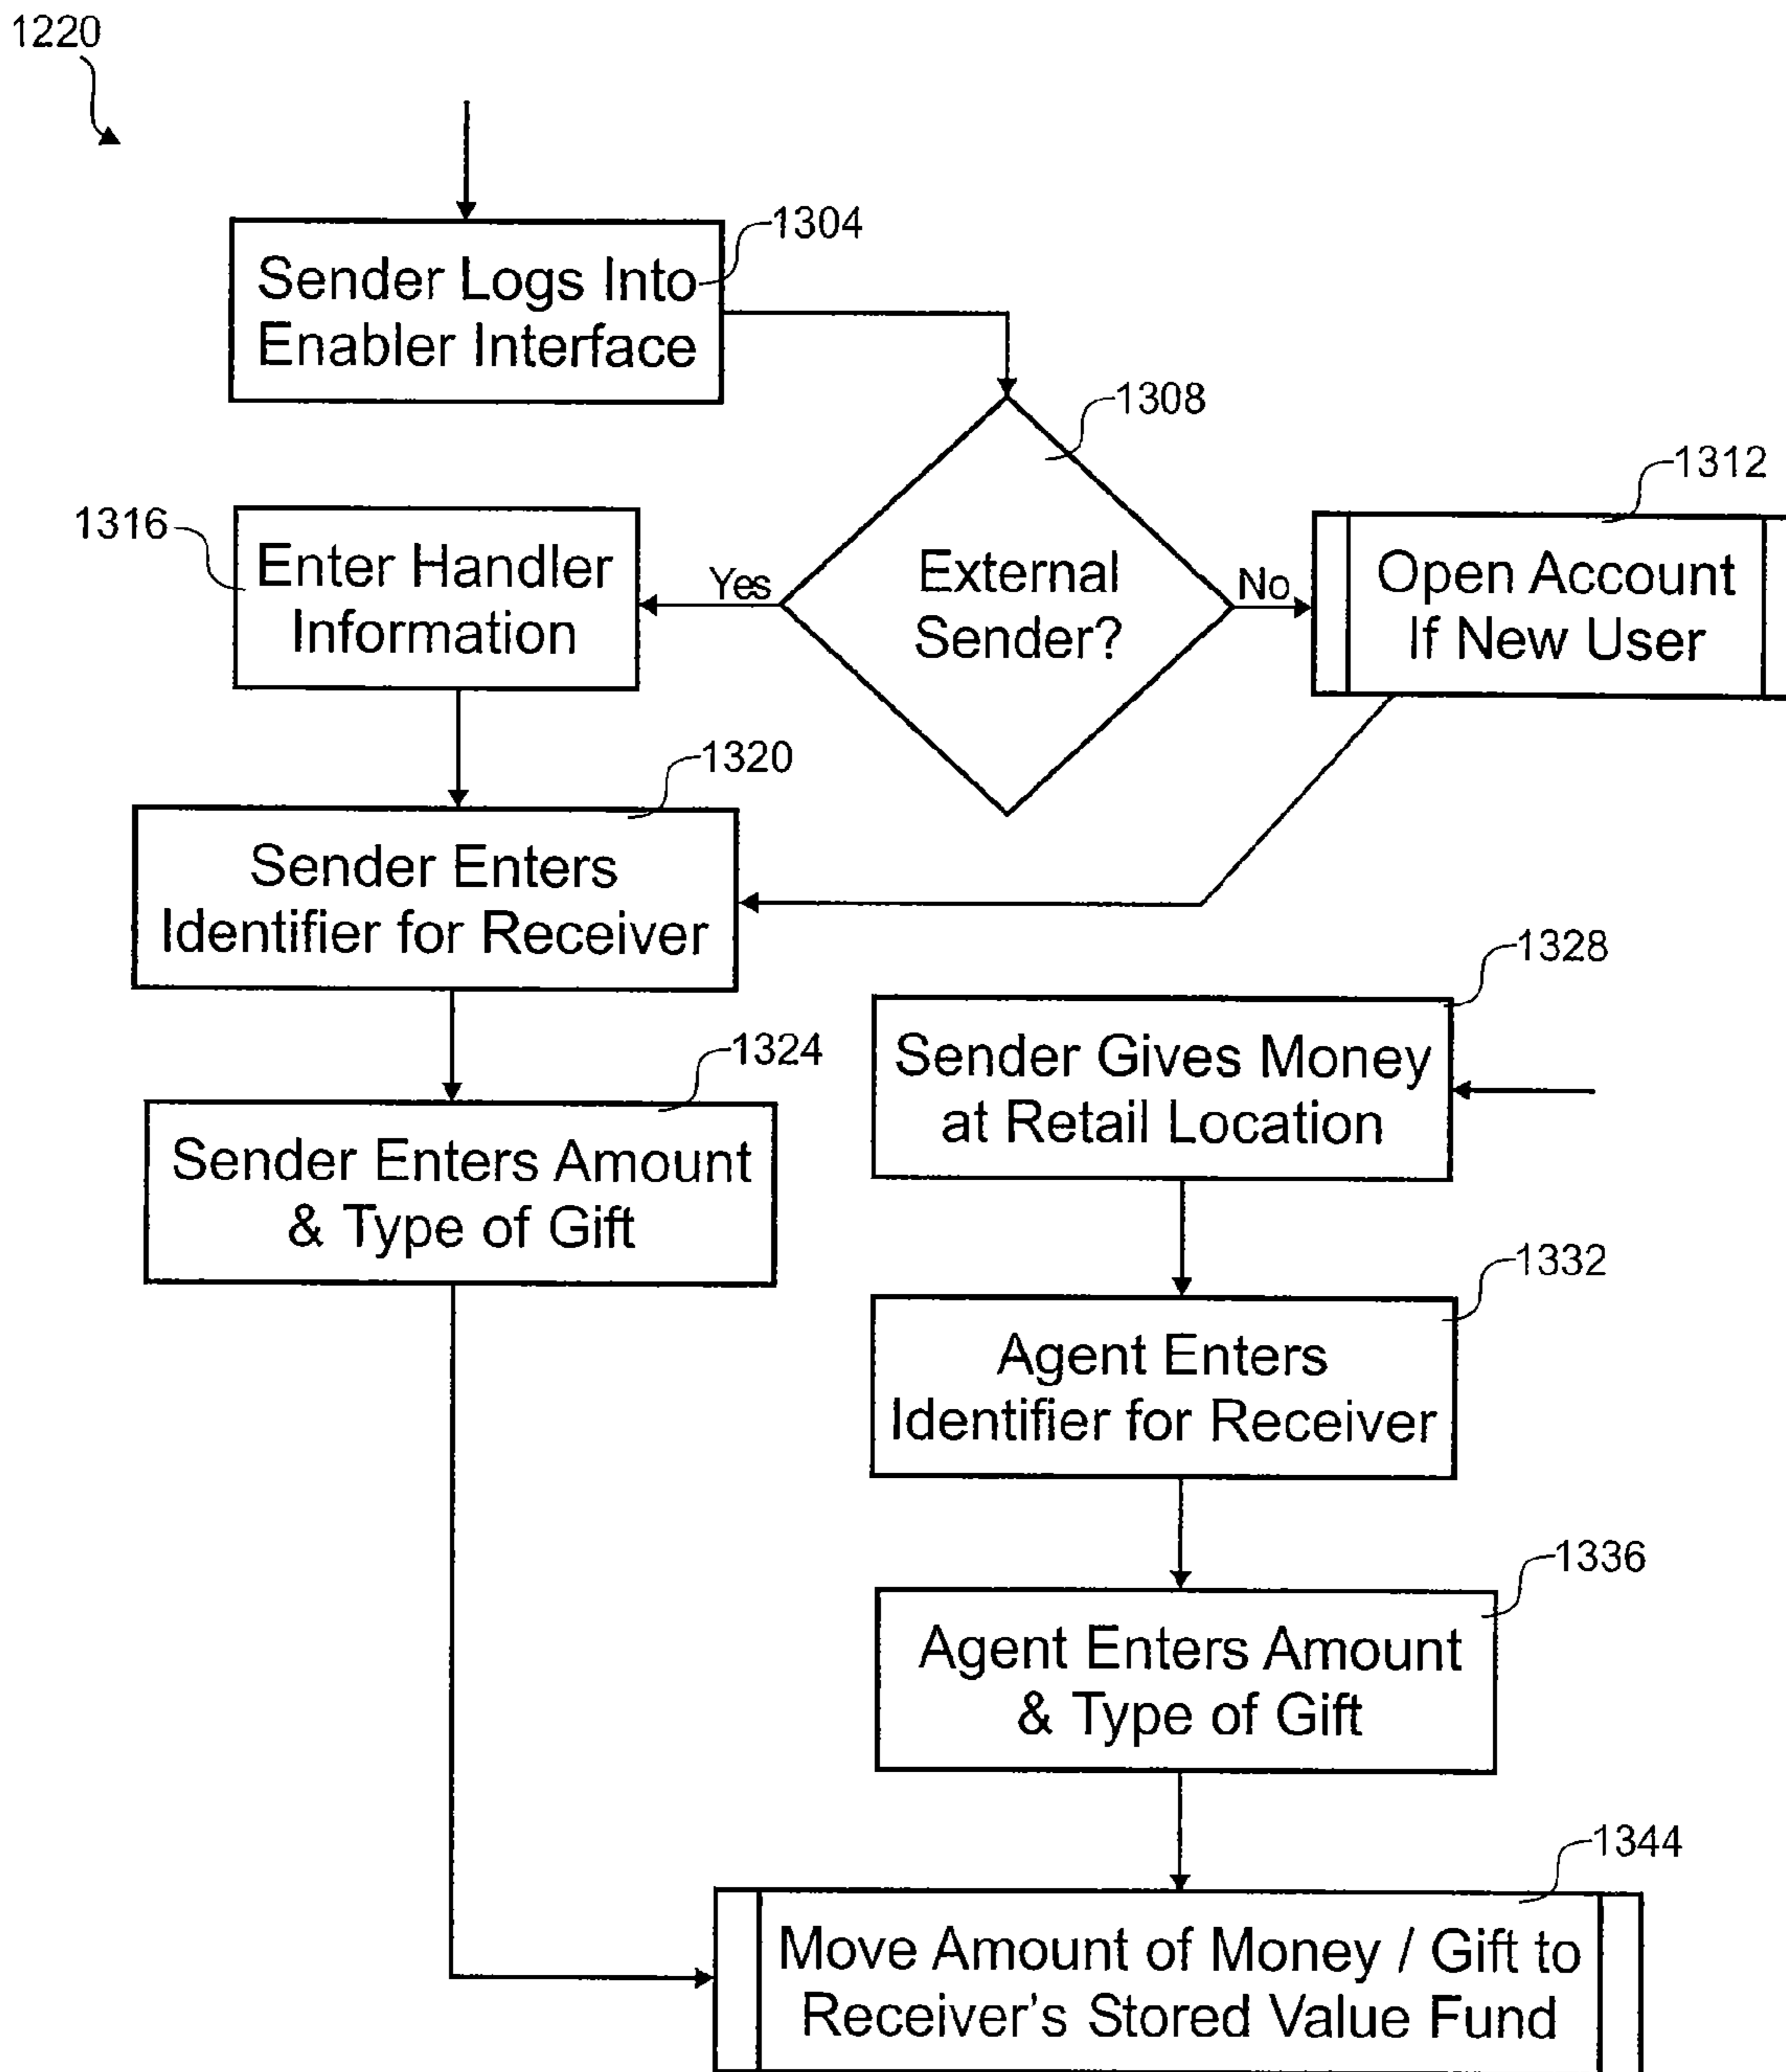 1220
1304
Sender Logs Into
Enabler Interface
1308
External
Sender?
Yes
No
1312
Open Account
If New User
1316
Enter Handler
Information
1320
Sender Enters
Identifier for Receiver
1324
Sender Enters Amount
& Type of Gift
1328
Sender Gives Money
at Retail Location
1332
Agent Enters
Identifier for Receiver
1336
Agent Enters Amount
& Type of Gift
1344
Move Amount of Money / Gift to
Receiver's Stored Value Fund